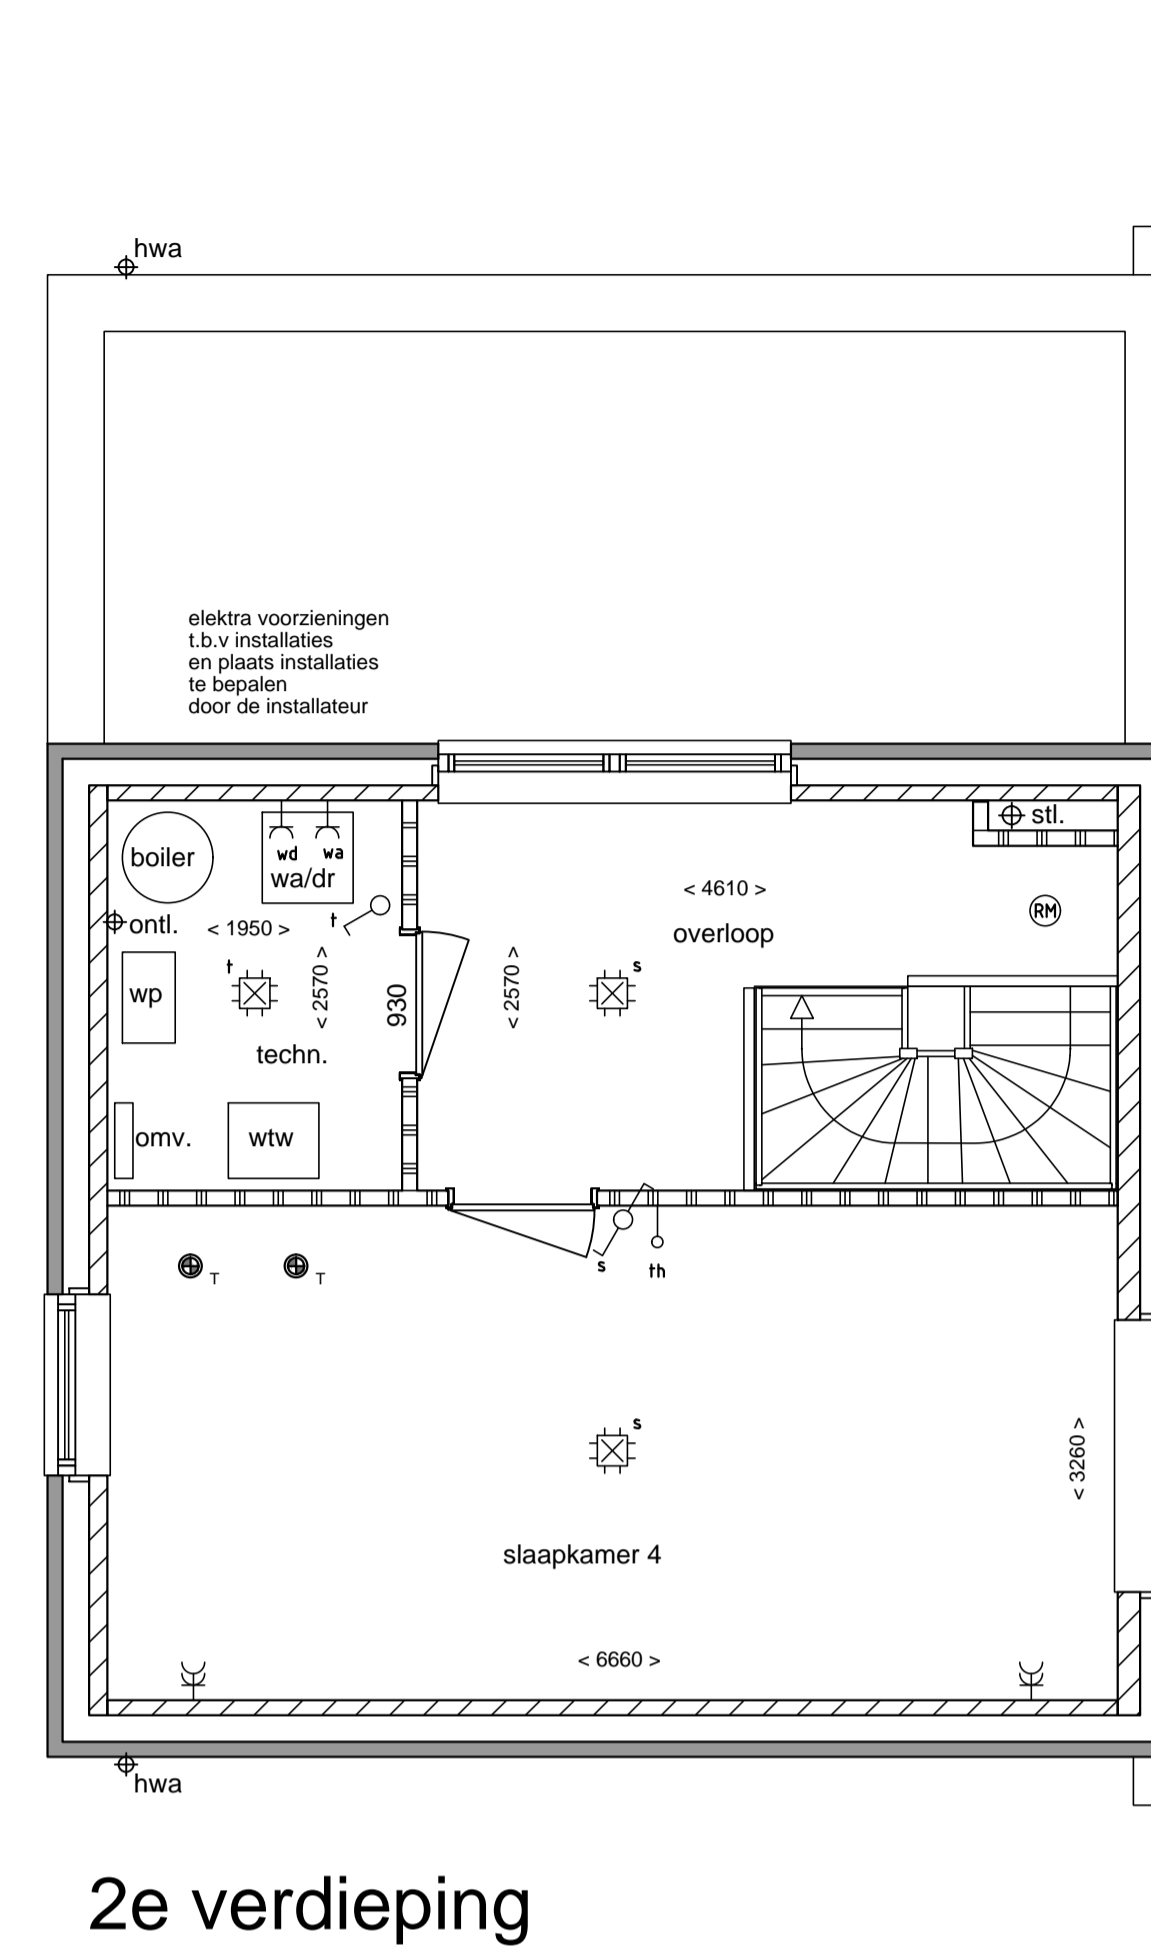 hwa
elektra voorzieningen
t.b.v installaties
en plaats installaties
te bepalen
door de installateur
stl.
boiler
wd wa
wa/dr
t
< 4610 >
RM
ontl.
< 1950 >
overloop
t
s
wp
< 2570 >
930
< 2570 >
techn.
omv.
wtw
s
th
T
T
s
< 3260 >
slaapkamer 4
< 6660 >
hwa
2e verdieping